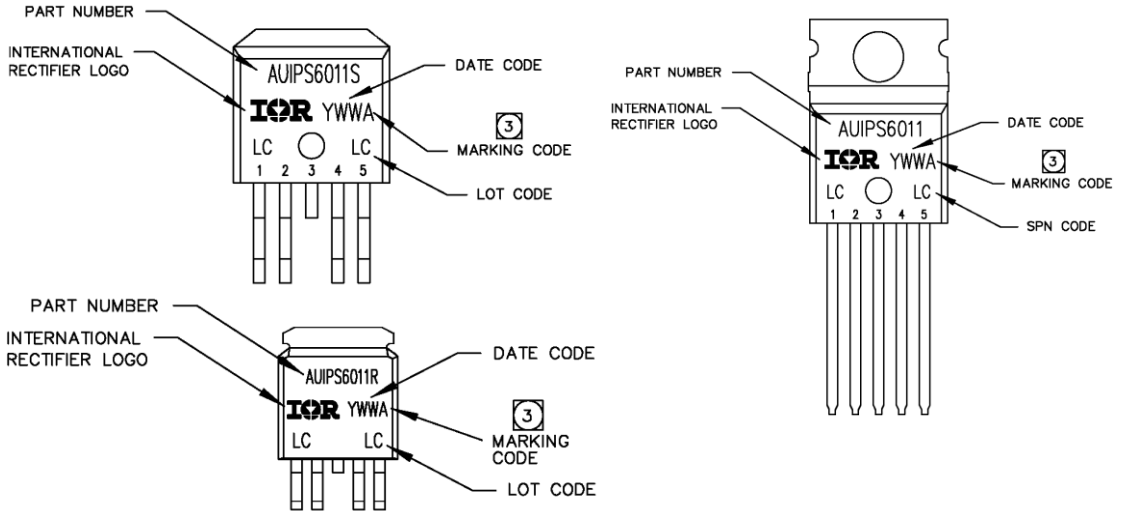 PART NUMBER
INTERNATIONAL
RECTIFIER LOGO
AUIPS6011S
IOR YWWA
DATE CODE
3
MARKING CODE
LC LC
LOT CODE
1 2 3 4 5
PART NUMBER
INTERNATIONAL
RECTIFIER LOGO
AUIPS6011R
IOR YWWA
DATE CODE
3
MARKING
CODE
LC LC
LOT CODE
PART NUMBER
INTERNATIONAL
RECTIFIER LOGO
AUIPS6011
IOR YWWA
DATE CODE
3
MARKING CODE
LC LC
SPN CODE
1 2 3 4 5